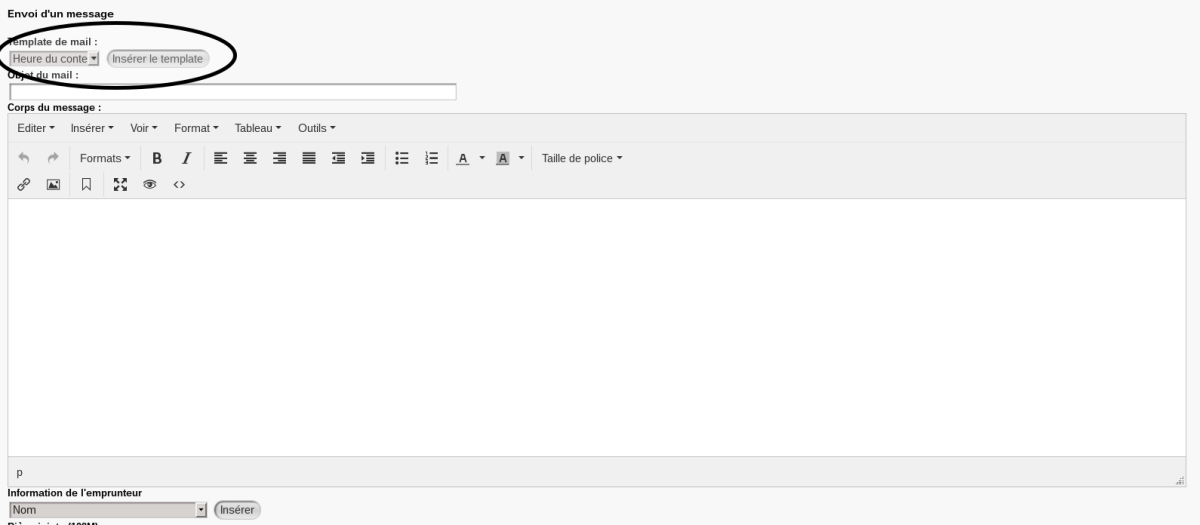 Envoi d'un message
Template de mail :
Heure du conte Insérer le template
Objet du mail :
Corps du message :
Editer Insérer Voir Format Tableau Outils
Formats B I A A Taille de police
p
Information de l'emprunteur
Nom Insérer